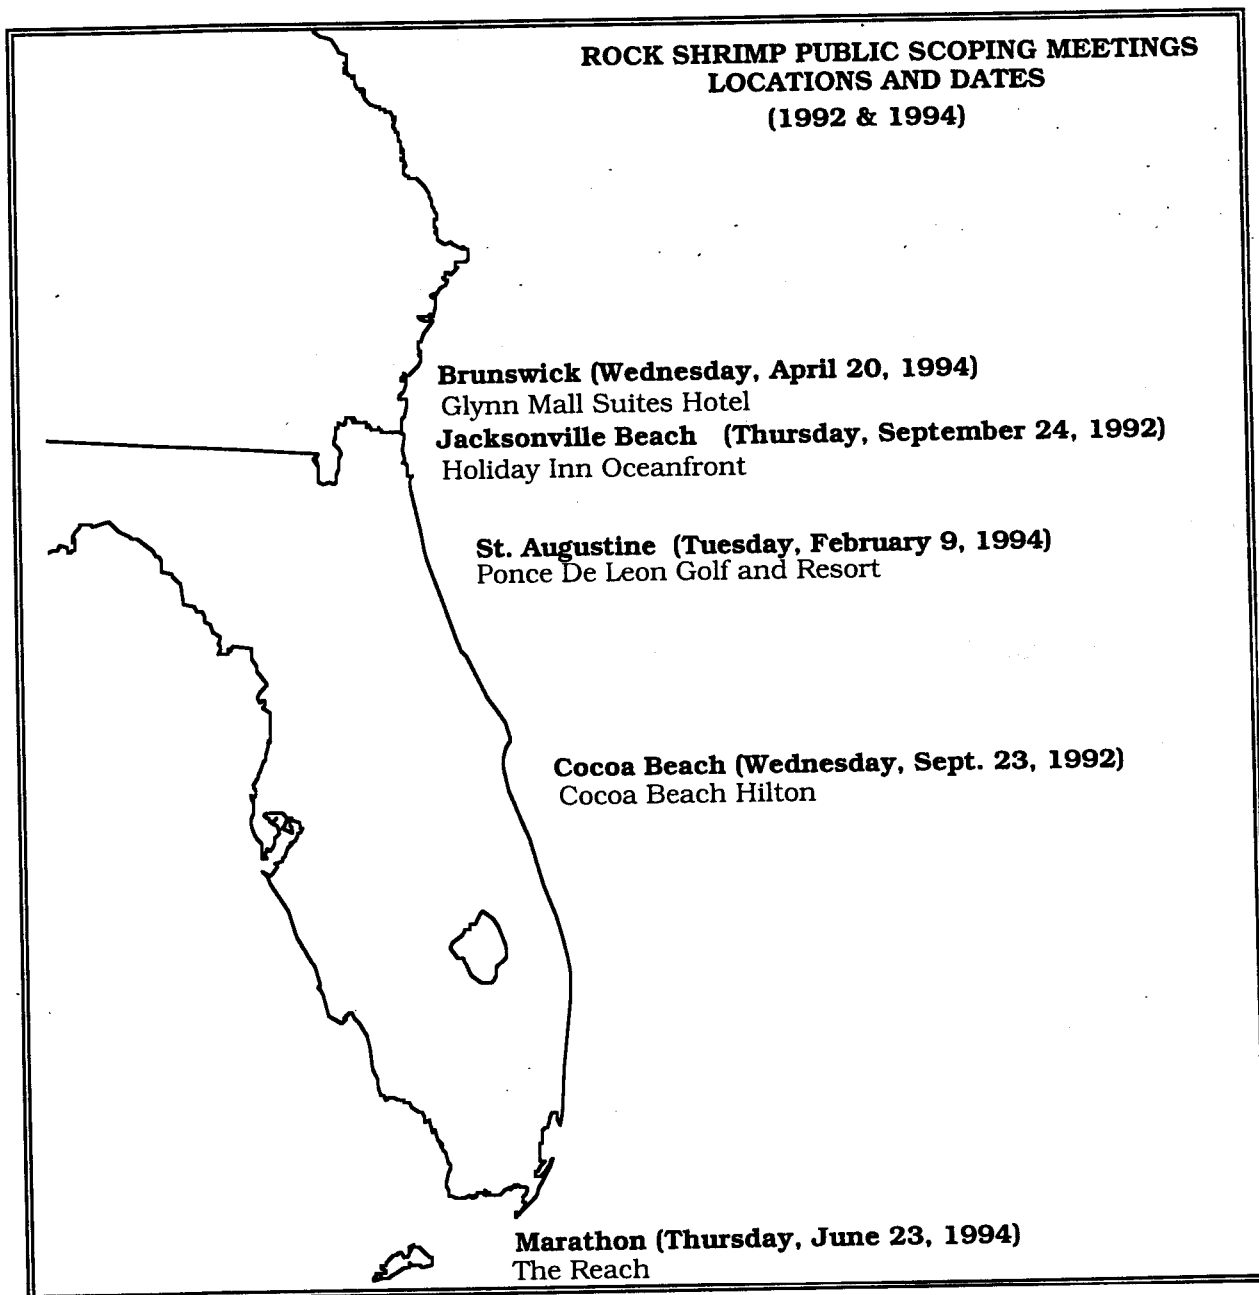 ROCK SHRIMP PUBLIC SCOPING MEETINGS
LOCATIONS AND DATES
(1992 & 1994)
Brunswick (Wednesday, April 20, 1994)
Glynn Mall Suites Hotel
Jacksonville Beach (Thursday, September 24, 1992)
Holiday Inn Oceanfront
St. Augustine (Tuesday, February 9, 1994)
Ponce De Leon Golf and Resort
Cocoa Beach (Wednesday, Sept. 23, 1992)
Cocoa Beach Hilton
Marathon (Thursday, June 23, 1994)
The Reach